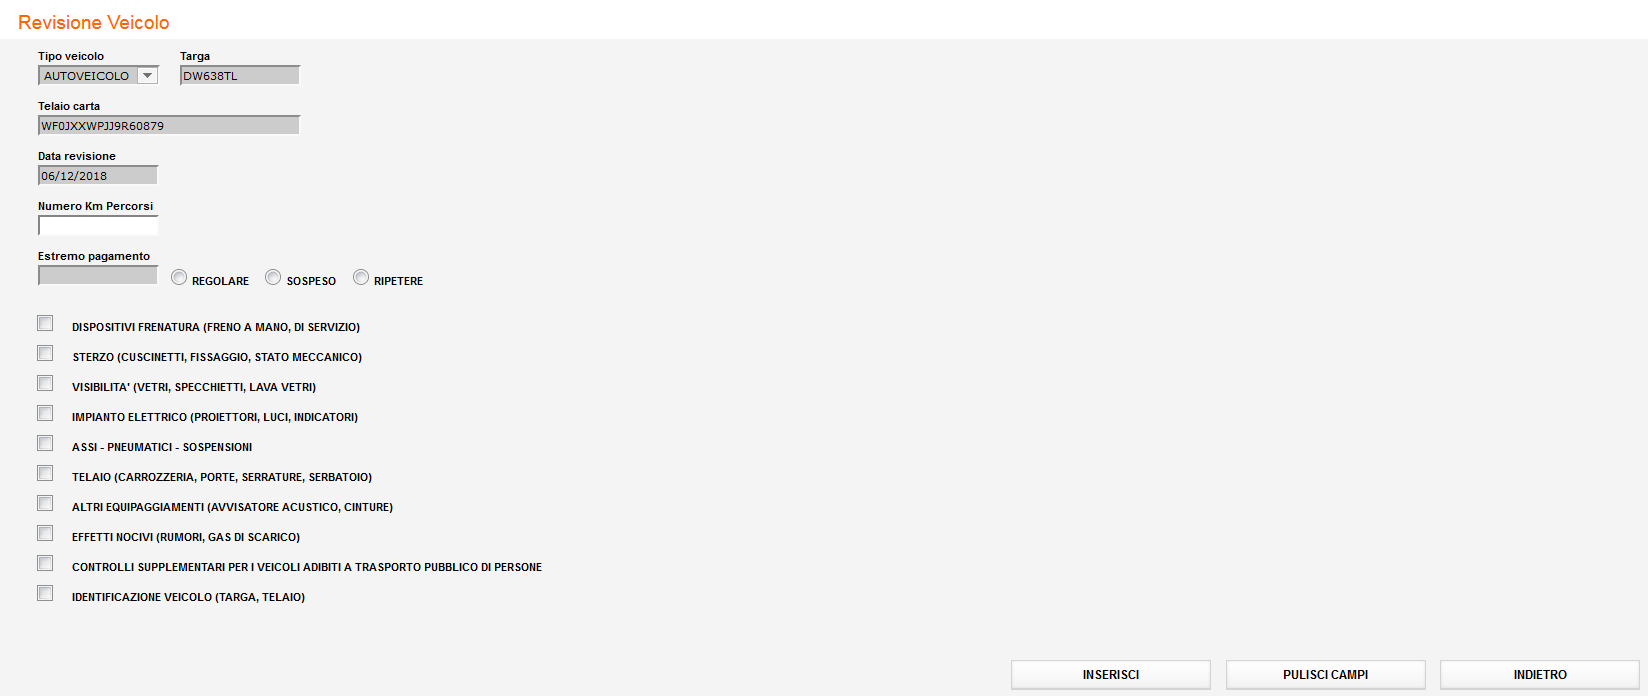 Revisione Veicolo
Tipo veicolo Targa
AUTOVEICOLO DW638TL
Telaio carta
WF0JXXWPJJ9R60879
Data revisione
06/12/2018
Numero Km Percorsi
Estremo pagamento
REGOLARE SOSPESO RIPETERE
DISPOSITIVI FRENATURA (FRENO A MANO, DI SERVIZIO)
STERZO (CUSCINETTI, FISSAGGIO, STATO MECCANICO)
VISIBILITA' (VETRI, SPECCHIETTI, LAVA VETRI)
IMPIANTO ELETTRICO (PROIETTORI, LUCI, INDICATORI)
ASSI - PNEUMATICI - SOSPENSIONI
TELAIO (CARROZZERIA, PORTE, SERRATURE, SERBATOIO)
ALTRI EQUIPAGGIAMENTI (AVVISATORE ACUSTICO, CINTURE)
EFFETTI NOCIVI (RUMORI, GAS DI SCARICO)
CONTROLLI SUPPLEMENTARI PER I VEICOLI ADIBITI A TRASPORTO PUBBLICO DI PERSONE
IDENTIFICAZIONE VEICOLO (TARGA, TELAIO)
INSERISCI PULISCI CAMPI INDIETRO